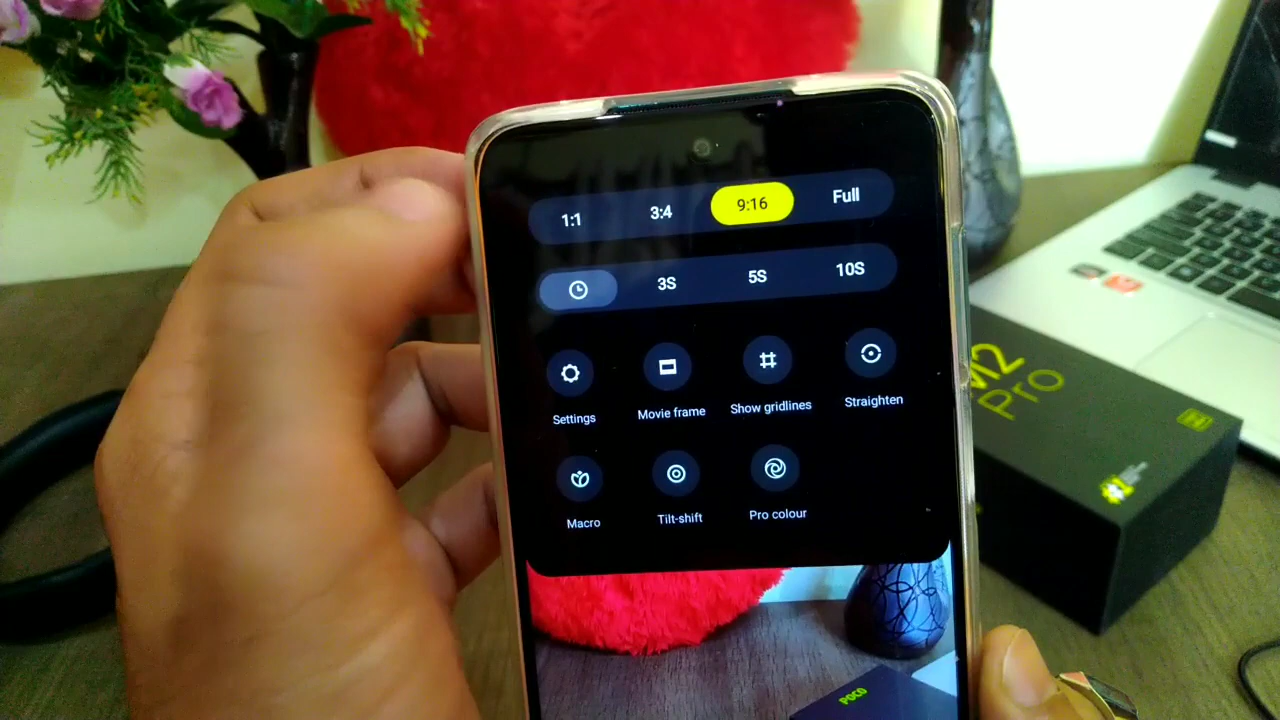 1:1 3:4 9:16 Full
3S 5S 10S
Settings Movie frame Show gridlines Straighten
Macro Tilt-shift Pro colour
M2
Pro
POCO